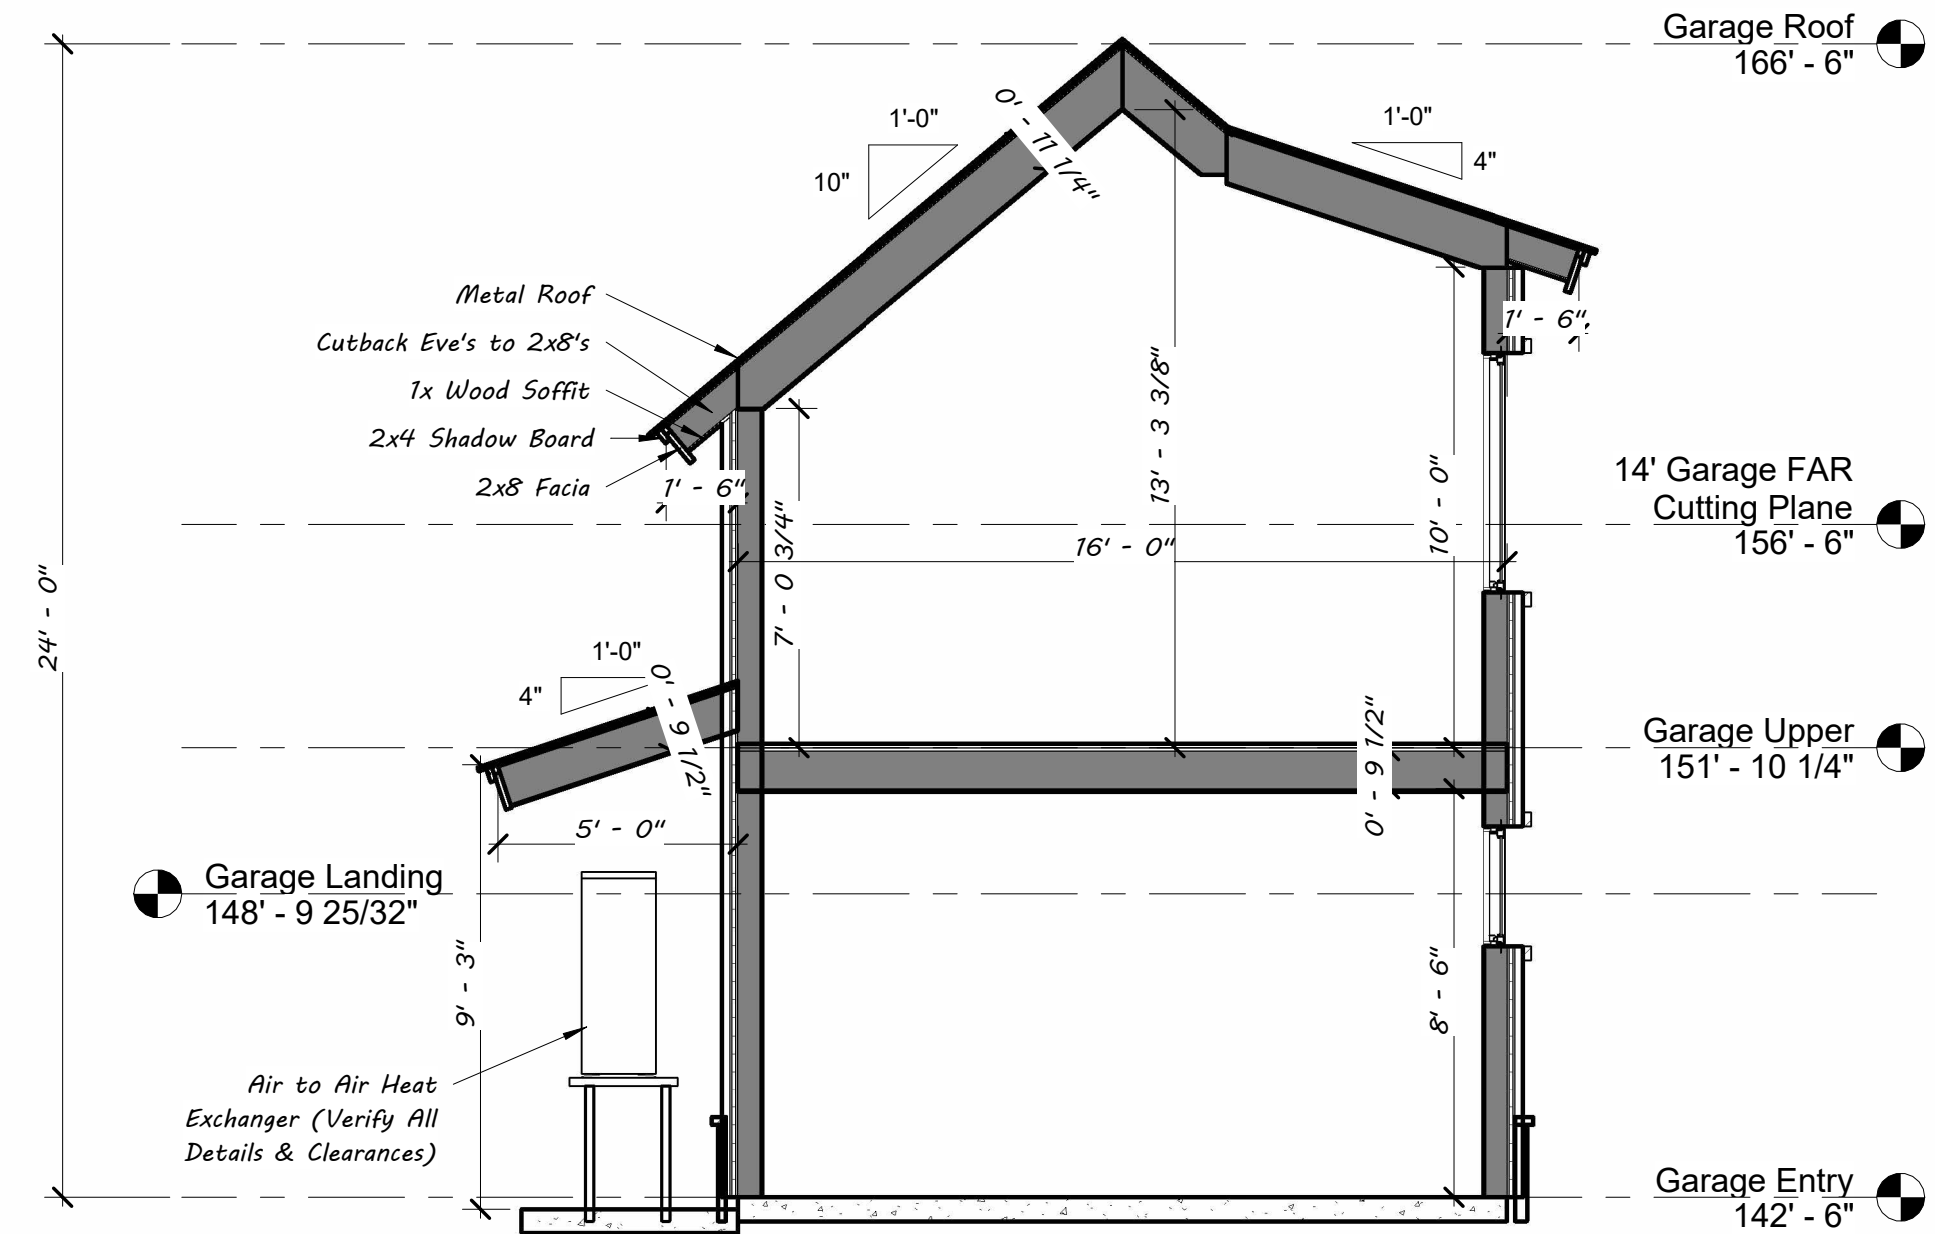 Garage Roof
166' - 6"
1'-0"
10"
0' - 11 1/4"
1'-0"
4"
Metal Roof
Cutback Eve's to 2x8's
1x Wood Soffit
2x4 Shadow Board
2x8 Facia
1' - 6"
1' - 6"
13' - 3 3/8"
10' - 0"
7' - 0 3/4"
16' - 0"
14' Garage FAR
Cutting Plane
156' - 6"
24' - 0"
1'-0"
4"
0' - 9 1/2"
0' - 9 1/2"
Garage Upper
151' - 10 1/4"
5' - 0"
Garage Landing
148' - 9 25/32"
9' - 3"
8' - 6"
Air to Air Heat
Exchanger (Verify All
Details & Clearances)
Garage Entry
142' - 6"